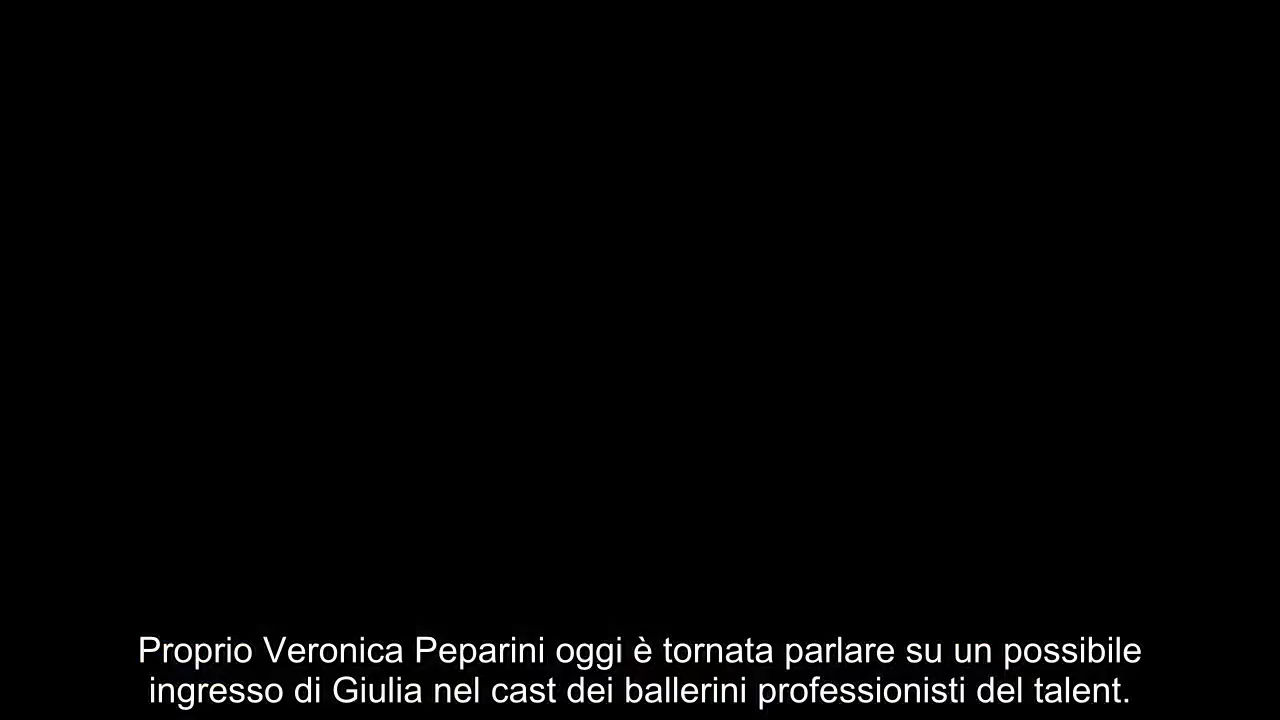 Proprio Veronica Peparini oggi è tornata parlare su un possibile
ingresso di Giulia nel cast dei ballerini professionisti del talent.